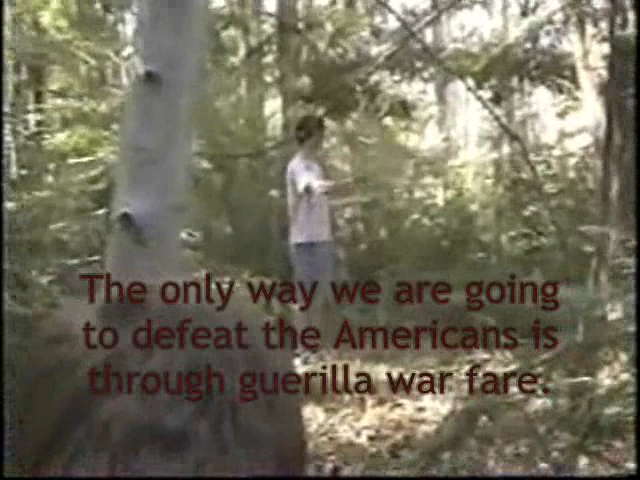 The only way we are going
to defeat the Americans is
through guerilla war fare.